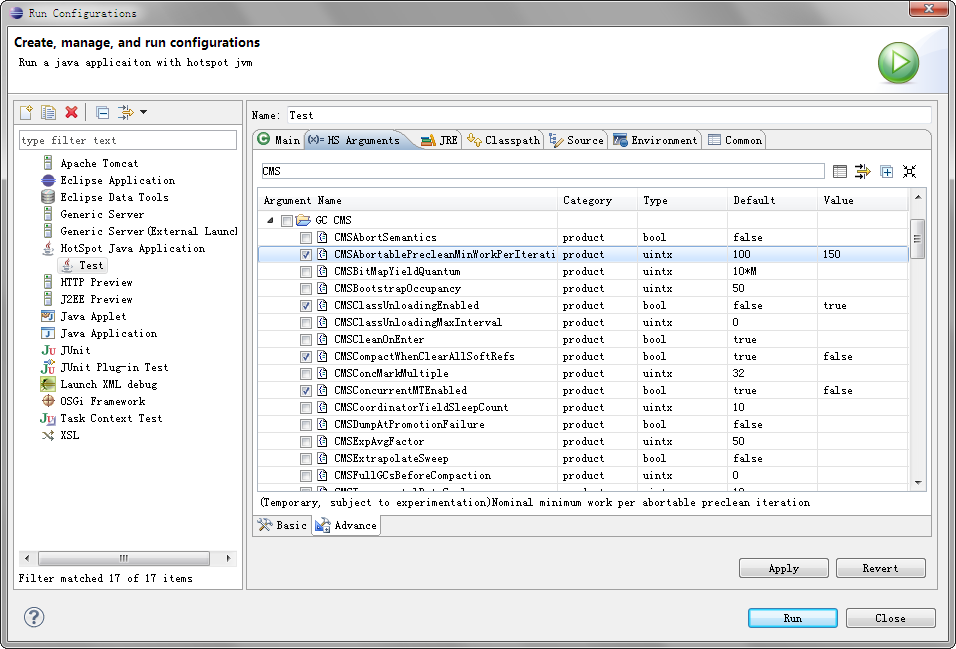 Run Configurations
Create, manage, and run configurations
Run a java applicaiton with hotspot jvm
type filter text
Apache Tomcat
Eclipse Application
Eclipse Data Tools
Generic Server
Generic Server(External Launch
HotSpot Java Application
Test
HTTP Preview
J2EE Preview
Java Applet
Java Application
JUnit
JUnit Plug-in Test
Launch XML debug
OSGi Framework
Task Context Test
XSL
Filter matched 17 of 17 items
Name: Test
Main (x)= HS Arguments JRE Classpath Source Environment Common
CMS
Argument Name Category Type Default Value
GC CMS
CMSAbortSemantics product bool false
CMSAbortablePrecleanMinWorkPerIterati product uintx 100 150
CMSBitMapYieldQuantum product uintx 10*M
CMSBootstrapOccupancy product uintx 50
CMSClassUnloadingEnabled product bool false true
CMSClassUnloadingMaxInterval product uintx 0
CMSCleanOnEnter product bool true
CMSCompactWhenClearAllSoftRefs product bool true false
CMSConcMarkMultiple product uintx 32
CMSConcurrentMTEnabled product bool true false
CMSCoordinatorYieldSleepCount product uintx 10
CMSDumpAtPromotionFailure product bool false
CMSExpAvgFactor product uintx 50
CMSExtrapolateSweep product bool false
CMSFullGCsBeforeCompaction product uintx 0
(Temporary, subject to experimentation)Nominal minimum work per abortable preclean iteration
Basic Advance
Apply Revert
Run Close